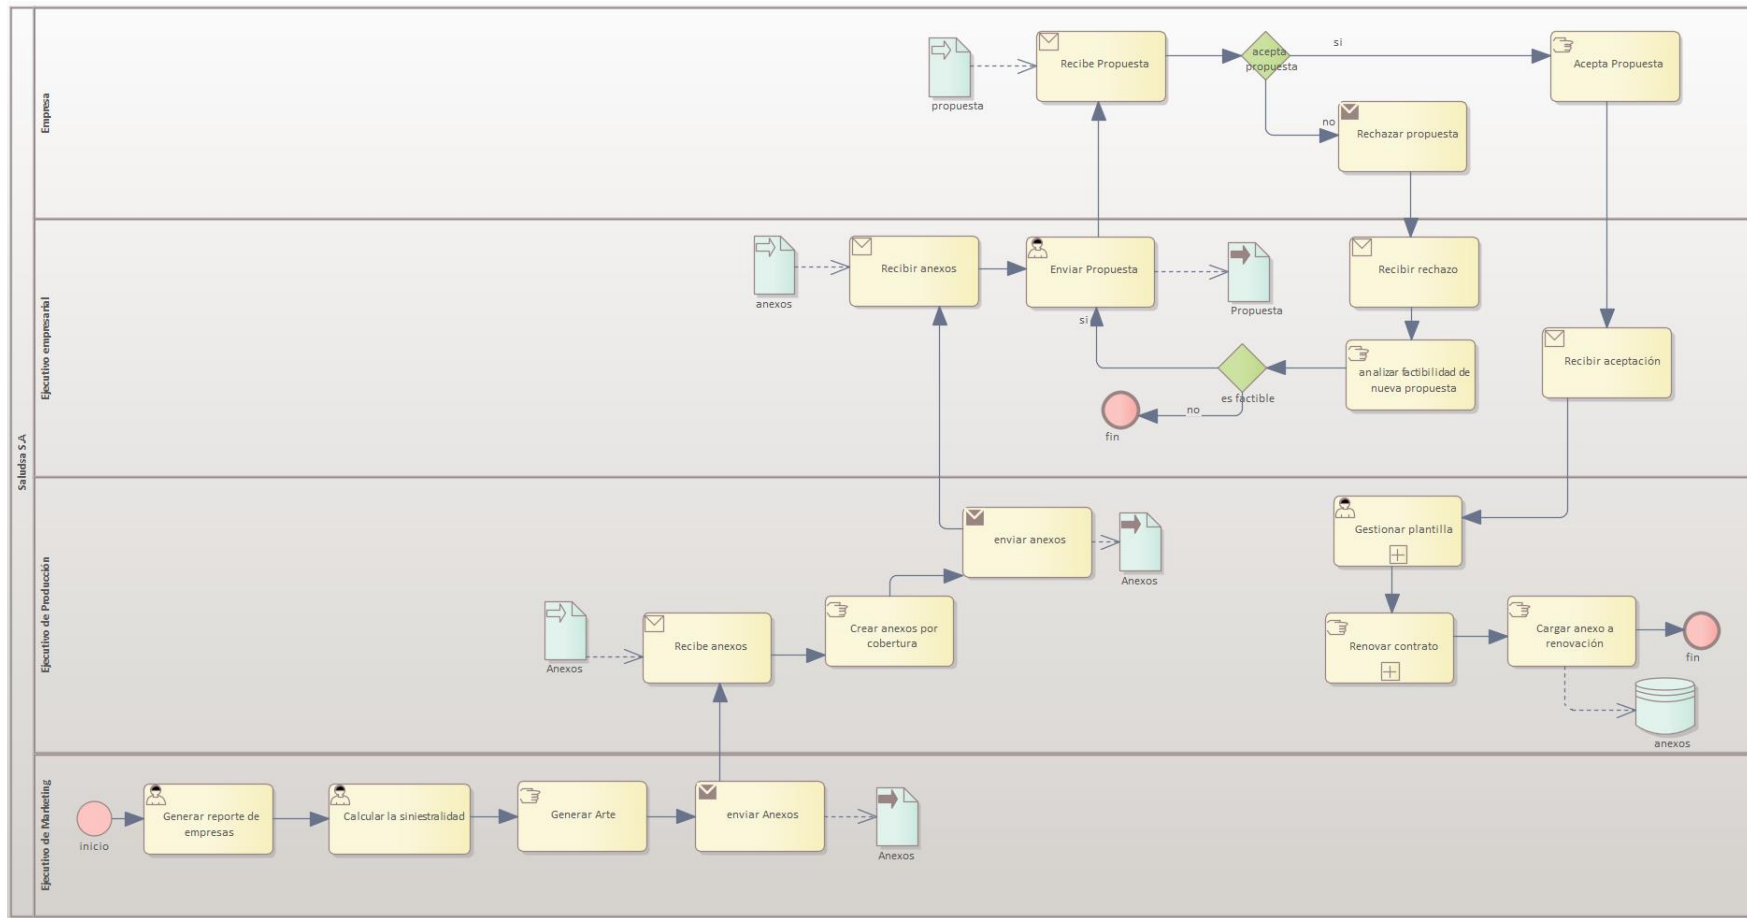 Saludsa S.A
Empresa
propuesta
Recibe Propuesta
acepta
propuesta
si
Acepta Propuesta
no
Rechazar propuesta
Ejecutivo empresarial
anexos
Recibir anexos
Enviar Propuesta
Propuesta
Recibir rechazo
si
es factible
analizar factibilidad de
nueva propuesta
Recibir aceptación
no
fin
Ejecutivo de Producción
enviar anexos
Anexos
Gestionar plantilla
Anexos
Recibe anexos
Crear anexos por
cobertura
Renovar contrato
Cargar anexo a
renovación
fin
anexos
Ejecutivo de Marketing
inicio
Generar reporte de
empresas
Calcular la siniestralidad
Generar Arte
enviar Anexos
Anexos